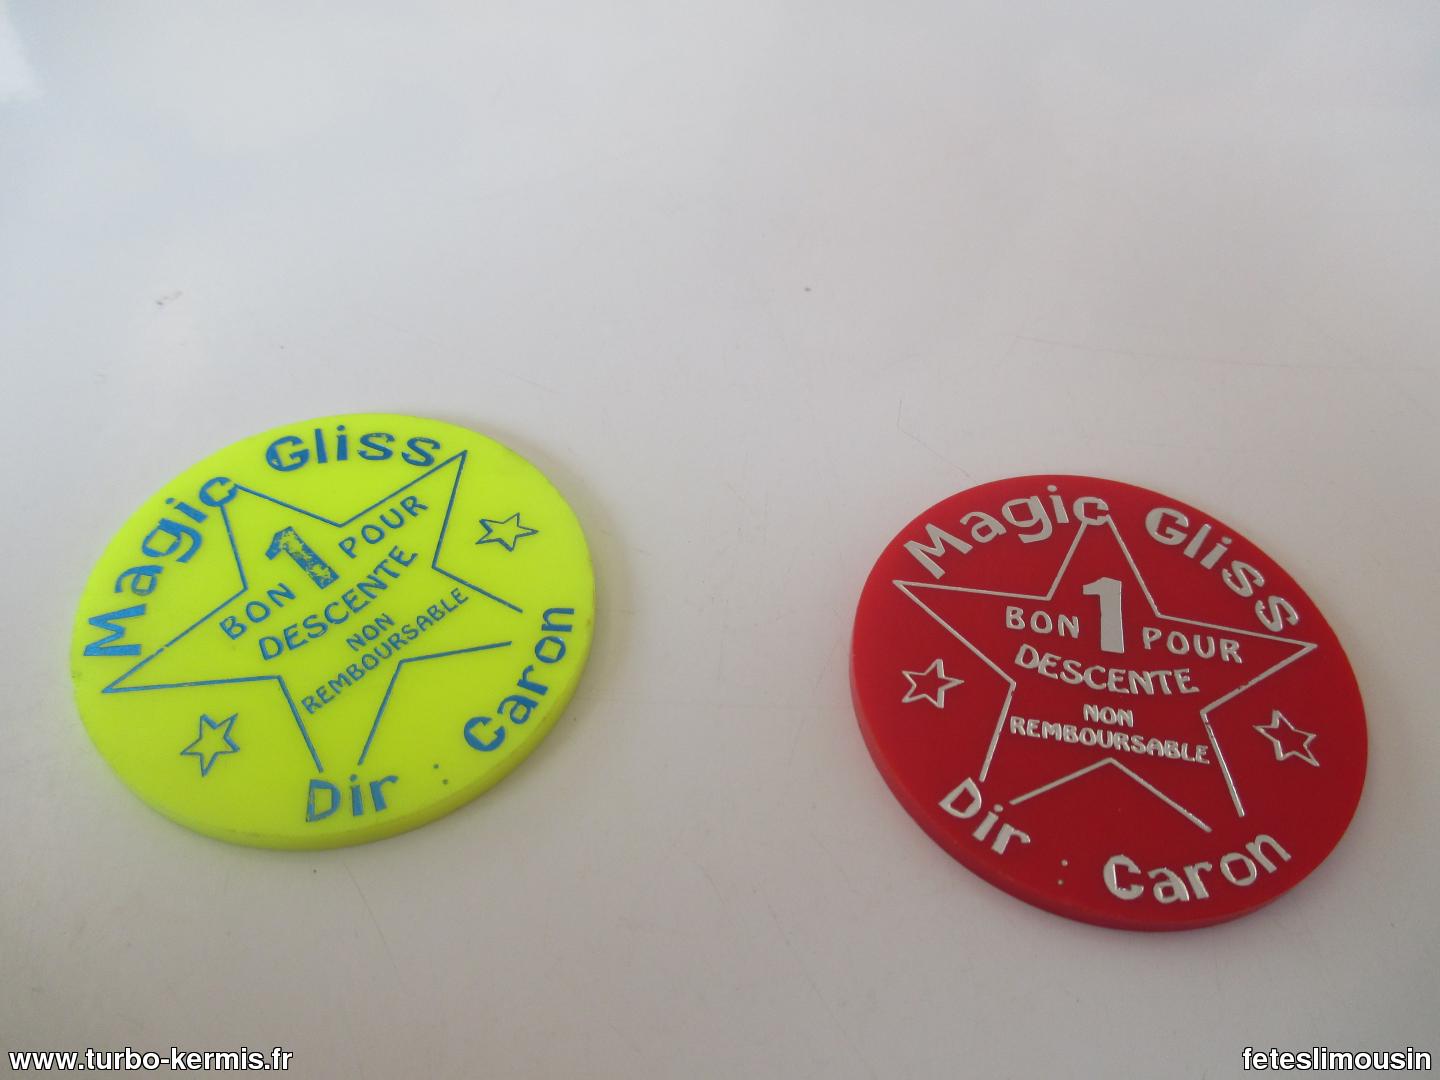 Magic Gliss
BON 1 POUR
DESCENTE
NON
REMBOURSABLE
Dir : Caron
Magic Gliss
BON 1 POUR
DESCENTE
NON
REMBOURSABLE
Dir : Caron
www.turbo-kermis.fr
feteslimousin